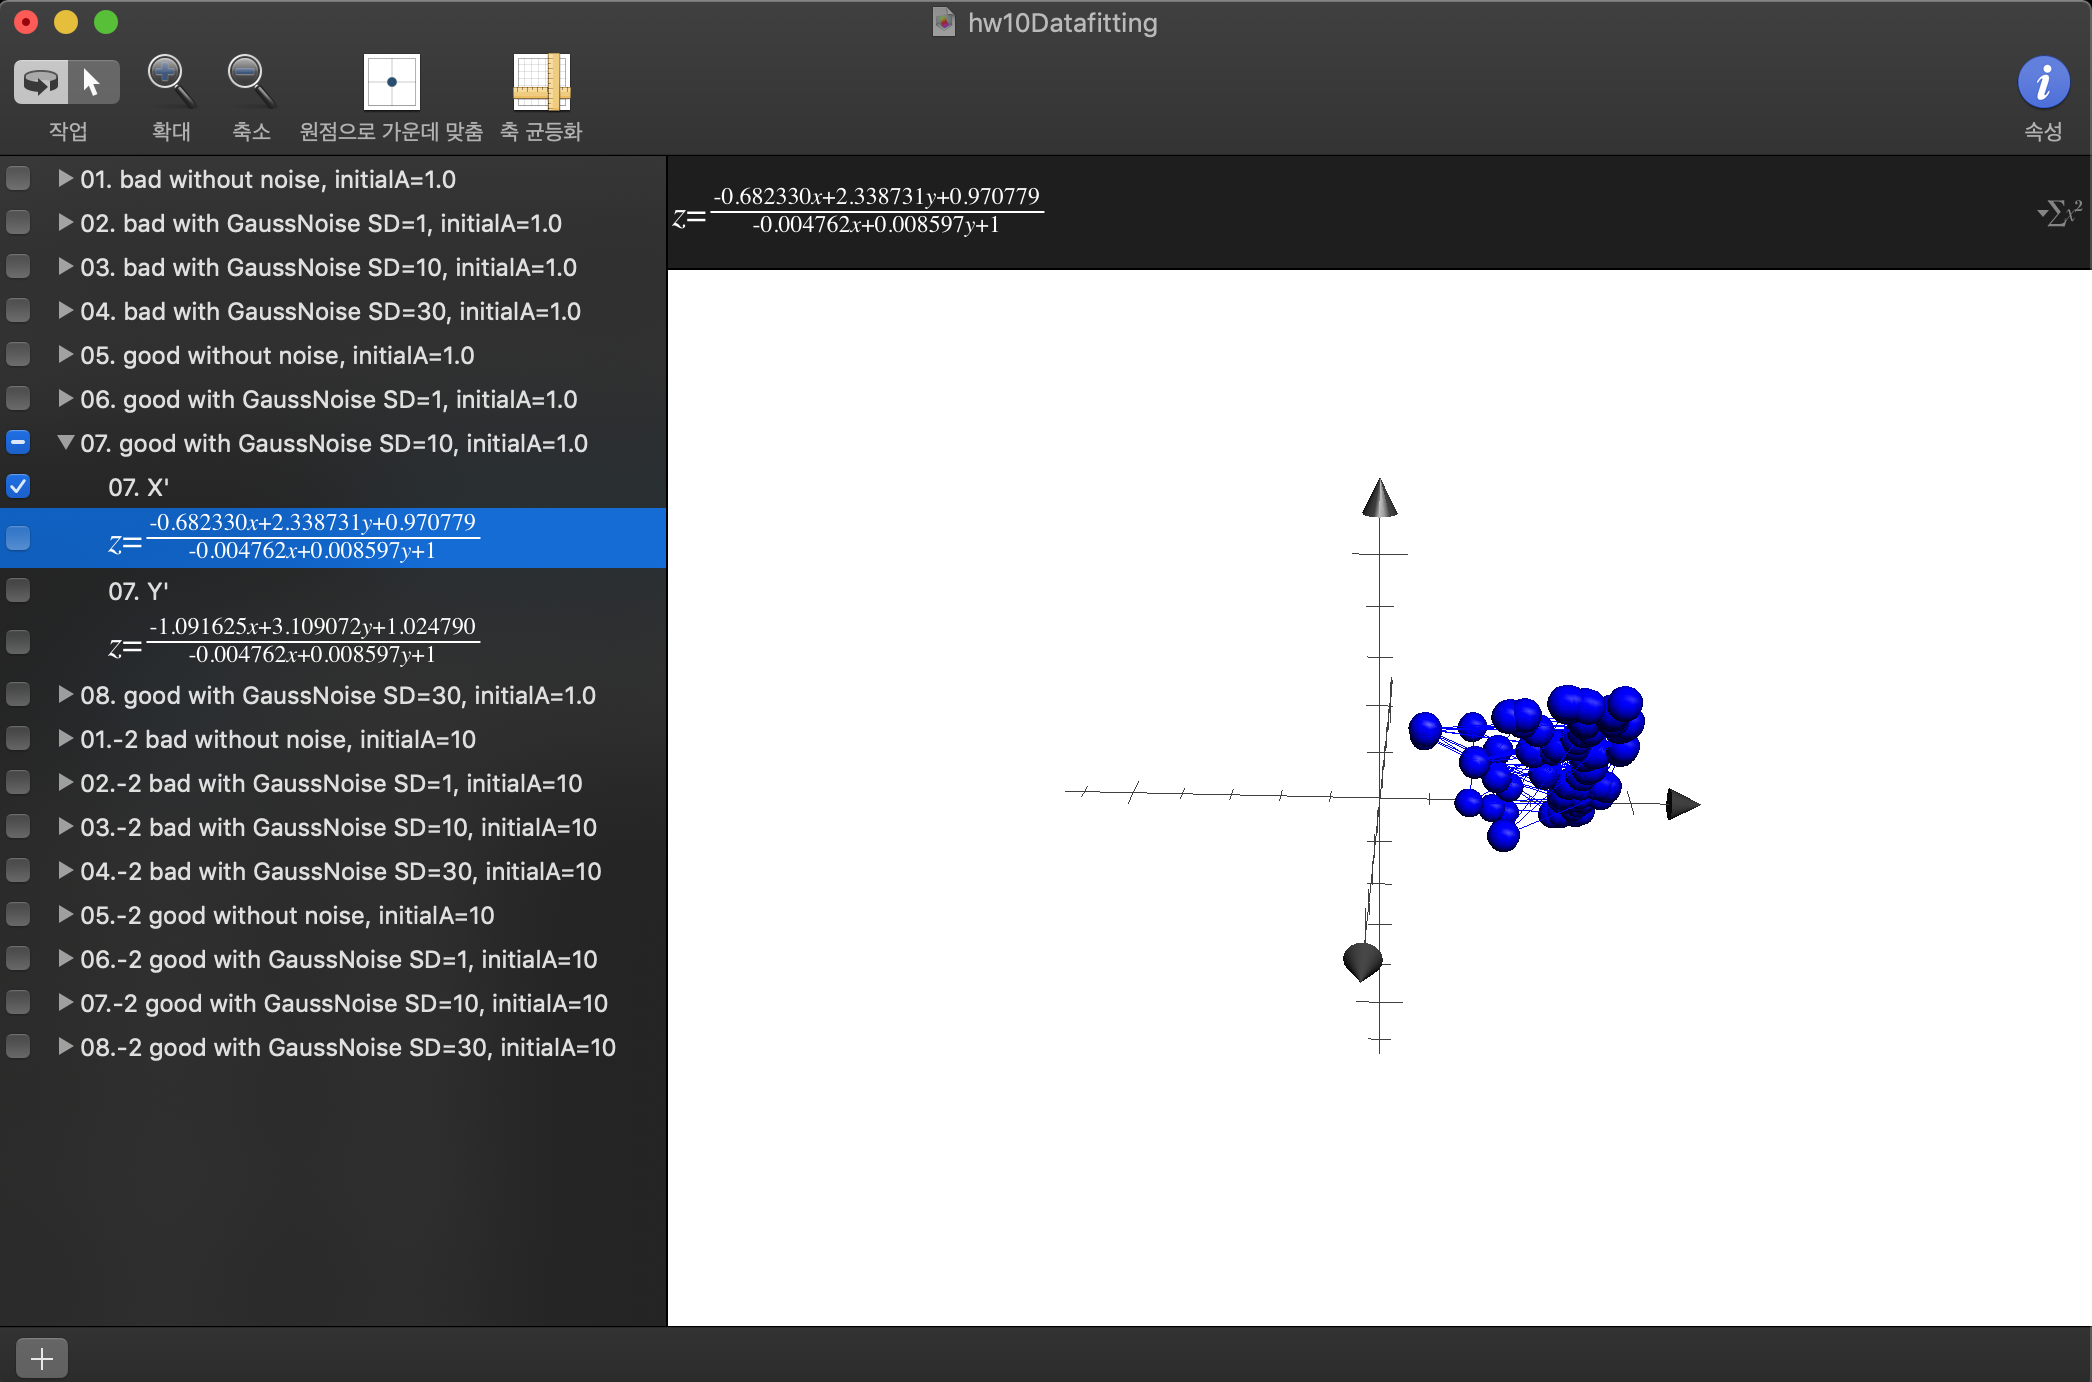 hw10Datafitting
작업
확대
축소
원점으로 가운데 맞춤
축 균등화
속성
01. bad without noise, initialA=1.0
02. bad with GaussNoise SD=1, initialA=1.0
03. bad with GaussNoise SD=10, initialA=1.0
04. bad with GaussNoise SD=30, initialA=1.0
05. good without noise, initialA=1.0
06. good with GaussNoise SD=1, initialA=1.0
07. good with GaussNoise SD=10, initialA=1.0
07. X'
-0.682330x+2.338731y+0.970779
z=
-0.004762x+0.008597y+1
07. Y'
-1.091625x+3.109072y+1.024790
z=
-0.004762x+0.008597y+1
08. good with GaussNoise SD=30, initialA=1.0
01.-2 bad without noise, initialA=10
02.-2 bad with GaussNoise SD=1, initialA=10
03.-2 bad with GaussNoise SD=10, initialA=10
04.-2 bad with GaussNoise SD=30, initialA=10
05.-2 good without noise, initialA=10
06.-2 good with GaussNoise SD=1, initialA=10
07.-2 good with GaussNoise SD=10, initialA=10
08.-2 good with GaussNoise SD=30, initialA=10
-0.682330x+2.338731y+0.970779
z=
-0.004762x+0.008597y+1
∑x²